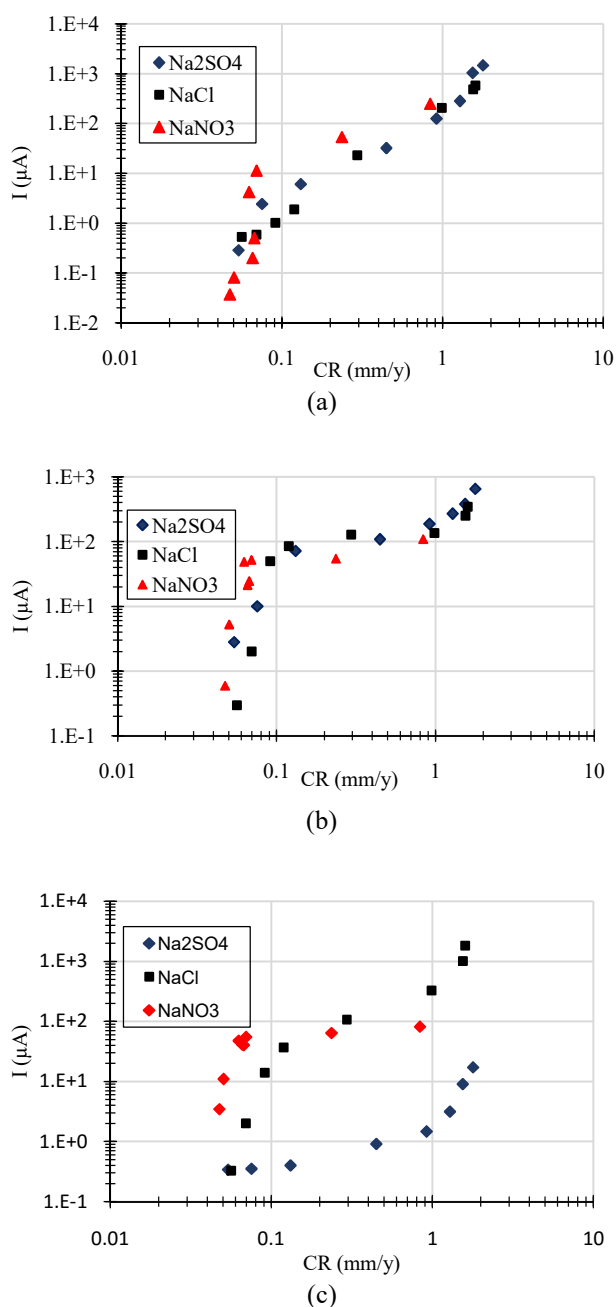 1.E+4
1.E+3
1.E+2
1.E+1
1.E+0
1.E-1
1.E-2
I (µA)
Na2SO4
NaCl
NaNO3
0.01 0.1 1 10
CR (mm/y)
(a)
1.E+3
1.E+2
1.E+1
1.E+0
1.E-1
I (µA)
Na2SO4
NaCl
NaNO3
0.01 0.1 1 10
CR (mm/y)
(b)
1.E+4
1.E+3
1.E+2
1.E+1
1.E+0
1.E-1
I (µA)
Na2SO4
NaCl
NaNO3
0.01 0.1 1 10
CR (mm/y)
(c)